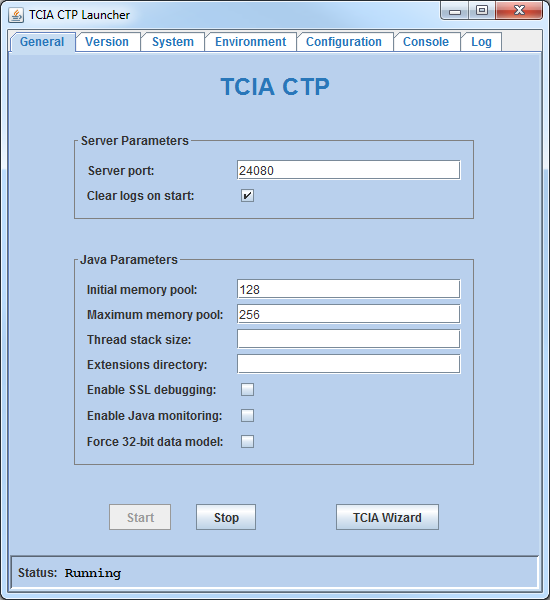 TCIA CTP Launcher
General Version System Environment Configuration Console Log
TCIA CTP
Server Parameters
Server port: 24080
Clear logs on start:
Java Parameters
Initial memory pool: 128
Maximum memory pool: 256
Thread stack size:
Extensions directory:
Enable SSL debugging:
Enable Java monitoring:
Force 32-bit data model:
Start Stop TCIA Wizard
Status: Running